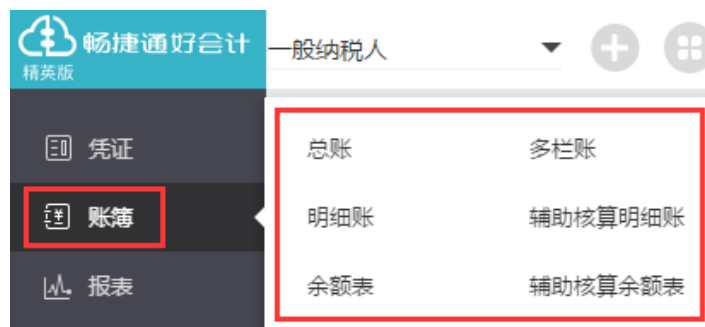 畅捷通好会计
精英版
一般纳税人
凭证
账簿
报表
总账
多栏账
明细账
辅助核算明细账
余额表
辅助核算余额表